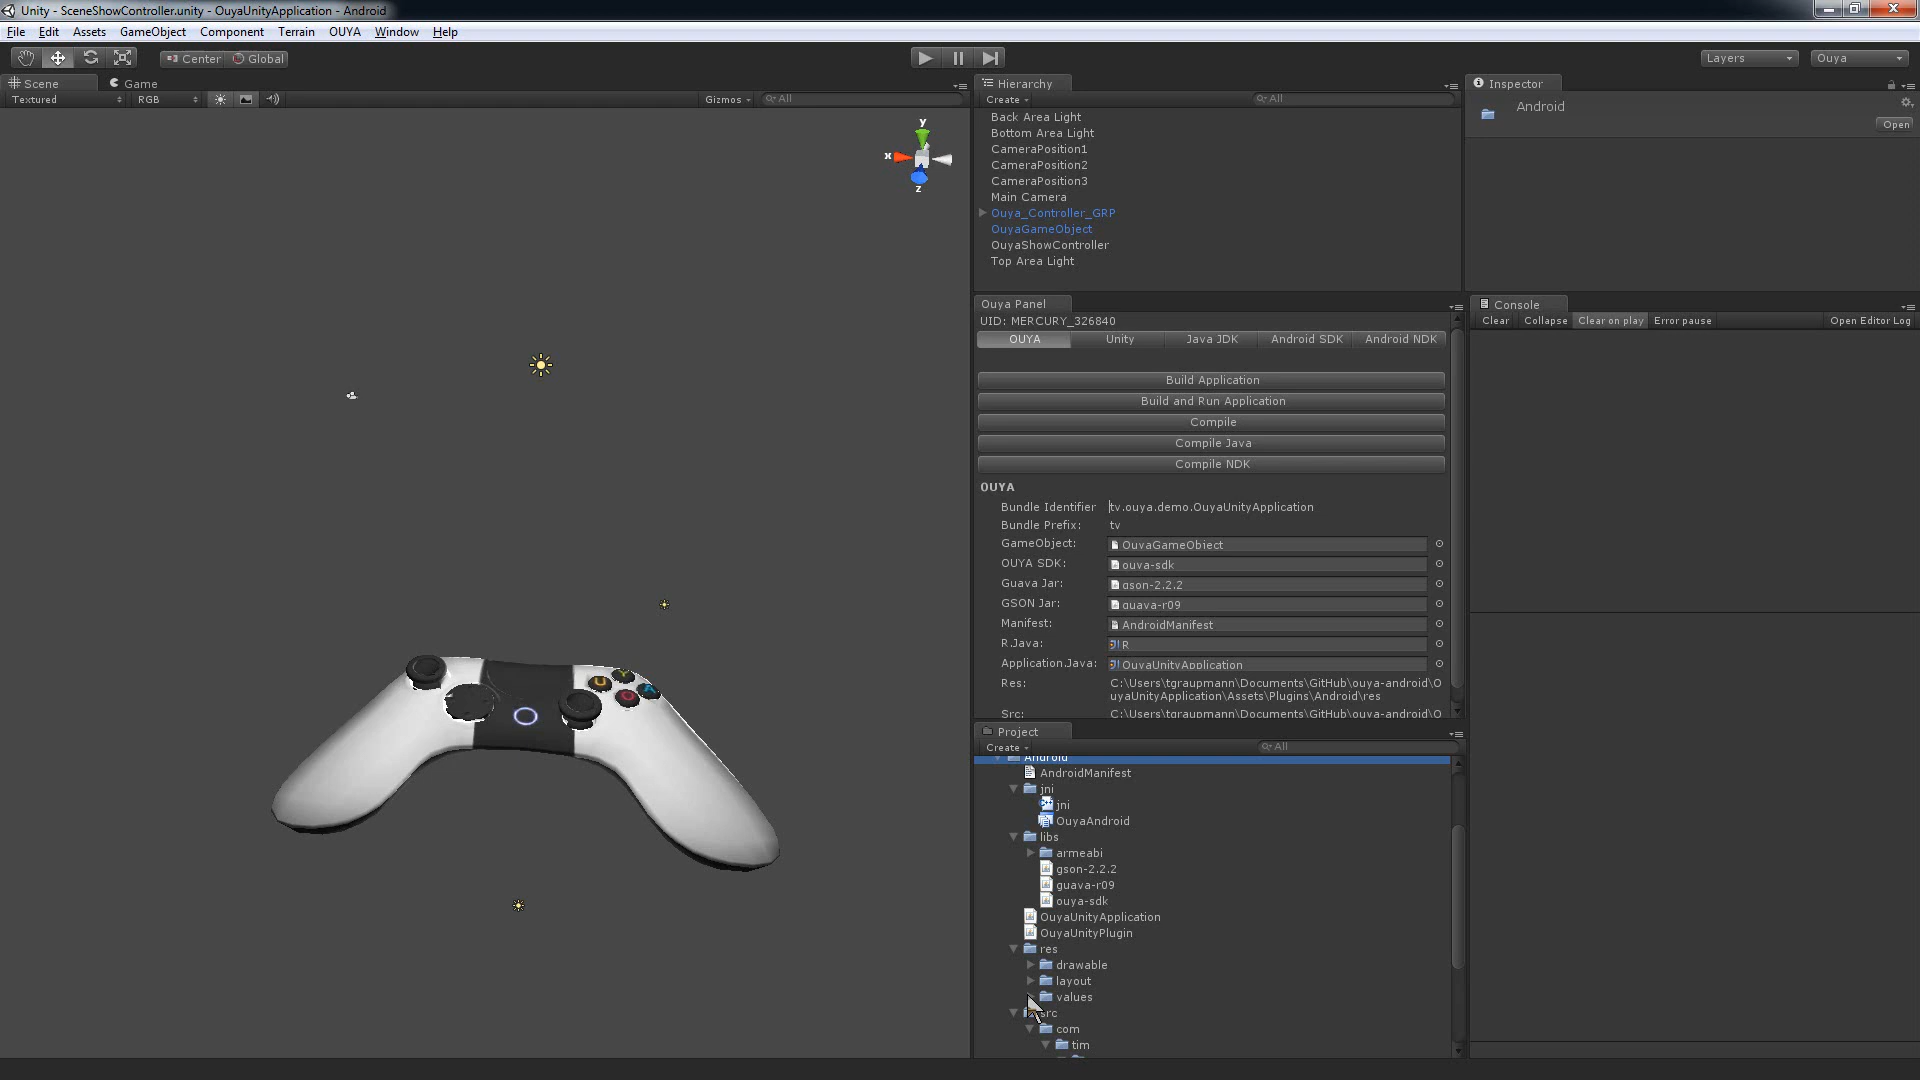 Unity - SceneShowController.unity - OuyaUnityApplication - Android
File Edit Assets GameObject Component Terrain OUYA Window Help
Center Global
Layers
Ouya
Scene Game
Textured RGB Gizmos All
y
x
z
Hierarchy
Create All
Back Area Light
Bottom Area Light
CameraPosition1
CameraPosition2
CameraPosition3
Main Camera
Ouya_Controller_GRP
OuyaGameObject
OuyaShowController
Top Area Light
Inspector
Android
Open
Ouya Panel
UID: MERCURY_326840
OUYA Unity Java JDK Android SDK Android NDK
Build Application
Build and Run Application
Compile
Compile Java
Compile NDK
OUYA
Bundle Identifier tv.ouya.demo.OuyaUnityApplication
Bundle Prefix: tv
GameObject: OuyaGameObject
OUYA SDK: ouya-sdk
Guava Jar: gson-2.2.2
GSON Jar: guava-r09
Manifest: AndroidManifest
R.Java: R
Application.Java: OuyaUnityApplication
Res: C:\Users\tgraupmann\Documents\GitHub\ouya-android\O
uyaUnityApplication\Assets\Plugins\Android\res
Src: C:\Users\tgraupmann\Documents\GitHub\ouya-android\O
Console
Clear Collapse Clear on play Error pause Open Editor Log
Project
Create All
Android
AndroidManifest
jni
jni
OuyaAndroid
libs
armeabi
gson-2.2.2
guava-r09
ouya-sdk
OuyaUnityApplication
OuyaUnityPlugin
res
drawable
layout
values
src
com
tim
U Y A O